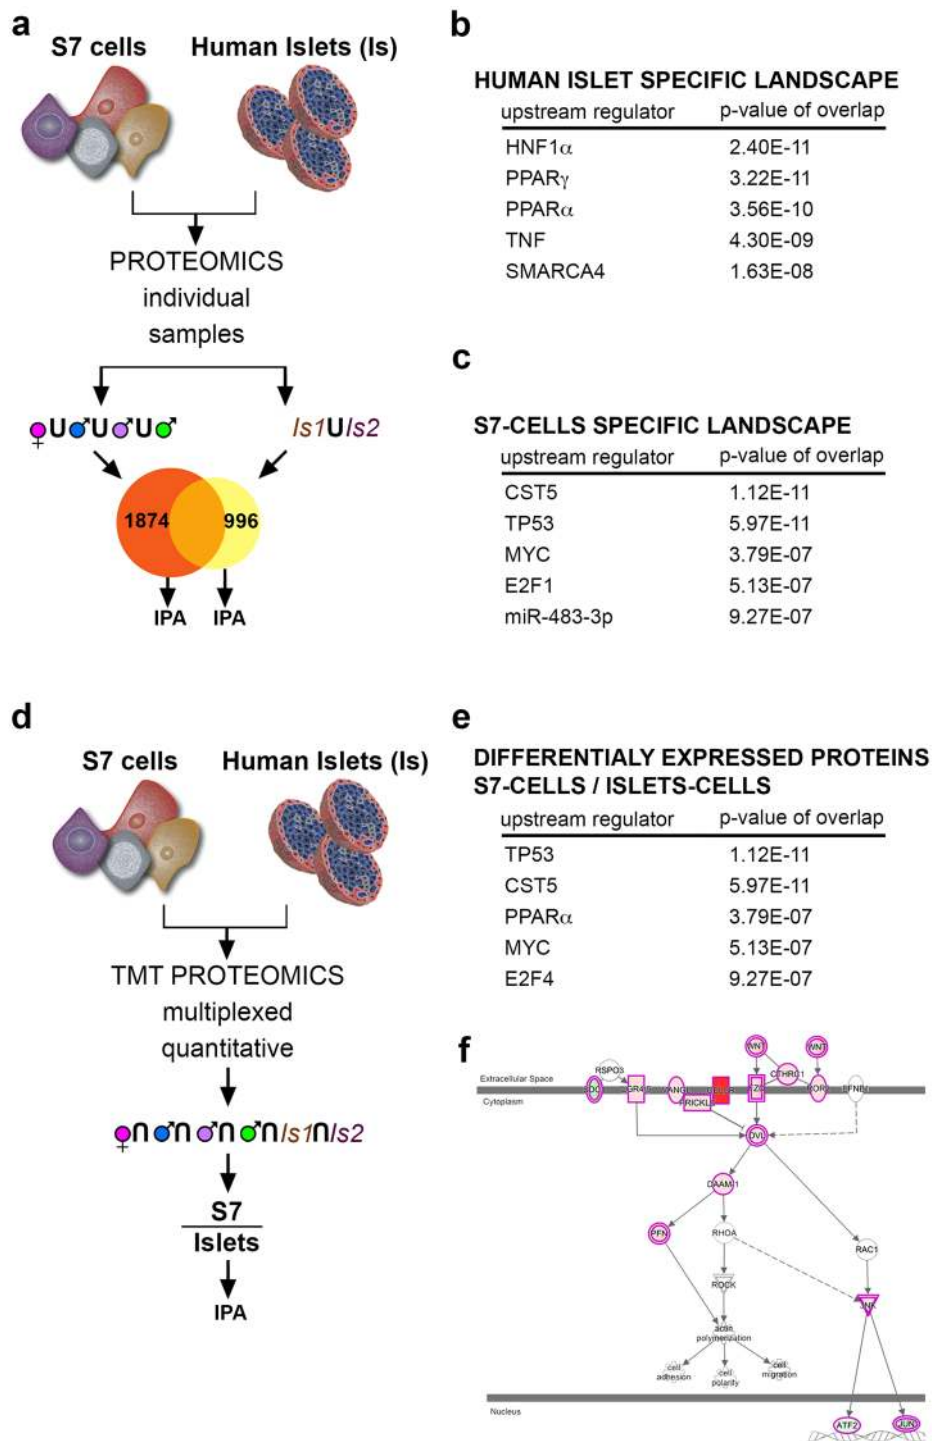 a
S7 cells
Human Islets (Is)
PROTEOMICS
individual
samples
♀U♂U♂U♂
Is1UIs2
1874
996
IPA
IPA
b
HUMAN ISLET SPECIFIC LANDSCAPE
upstream regulator p-value of overlap
HNF1α 2.40E-11
PPARγ 3.22E-11
PPARα 3.56E-10
TNF 4.30E-09
SMARCA4 1.63E-08
c
S7-CELLS SPECIFIC LANDSCAPE
upstream regulator p-value of overlap
CST5 1.12E-11
TP53 5.97E-11
MYC 3.79E-07
E2F1 5.13E-07
miR-483-3p 9.27E-07
d
S7 cells
Human Islets (Is)
TMT PROTEOMICS
multiplexed
quantitative
♀∩♂∩♂∩♂∩Is1∩Is2
S7
Islets
IPA
e
DIFFERENTIALY EXPRESSED PROTEINS
S7-CELLS / ISLETS-CELLS
upstream regulator p-value of overlap
TP53 1.12E-11
CST5 5.97E-11
PPARα 3.79E-07
MYC 5.13E-07
E2F4 9.27E-07
f
WNT
WNT
RSPO3
CTHRC1
Extracellular Space
Cytoplasm
DVL
DAAM1
PFN
RHOA
RAC1
ROCK
JNK
actin
polymerization
cell
adhesion
cell
polarity
cell
migration
Nucleus
ATF2
JUN